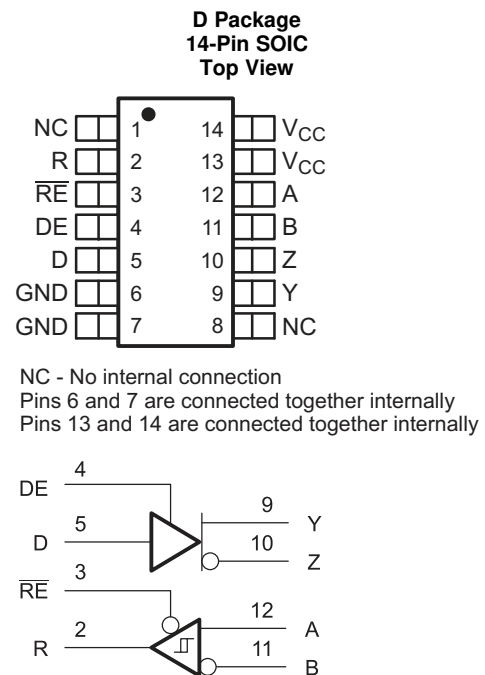 D Package
14-Pin SOIC
Top View
NC 1 14 VCC
R 2 13 VCC
R̅E̅ 3 12 A
DE 4 11 B
D 5 10 Z
GND 6 9 Y
GND 7 8 NC
NC - No internal connection
Pins 6 and 7 are connected together internally
Pins 13 and 14 are connected together internally
DE 4
9 Y
D 5
10 Z
R̅E̅ 3
12 A
R 2
11 B